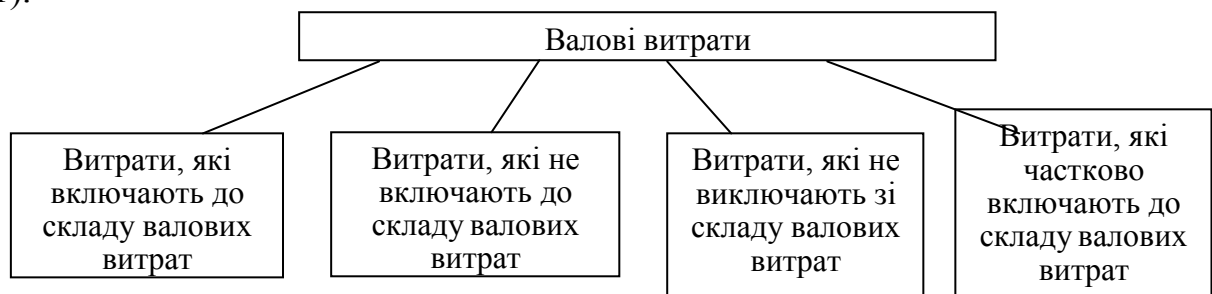 г).
Валові витрати
Витрати, які
включають до
складу валових
витрат
Витрати, які не
включають до
складу валових
витрат
Витрати, які не
виключають зі
складу валових
витрат
Витрати, які
частково
включають до
складу валових
витрат